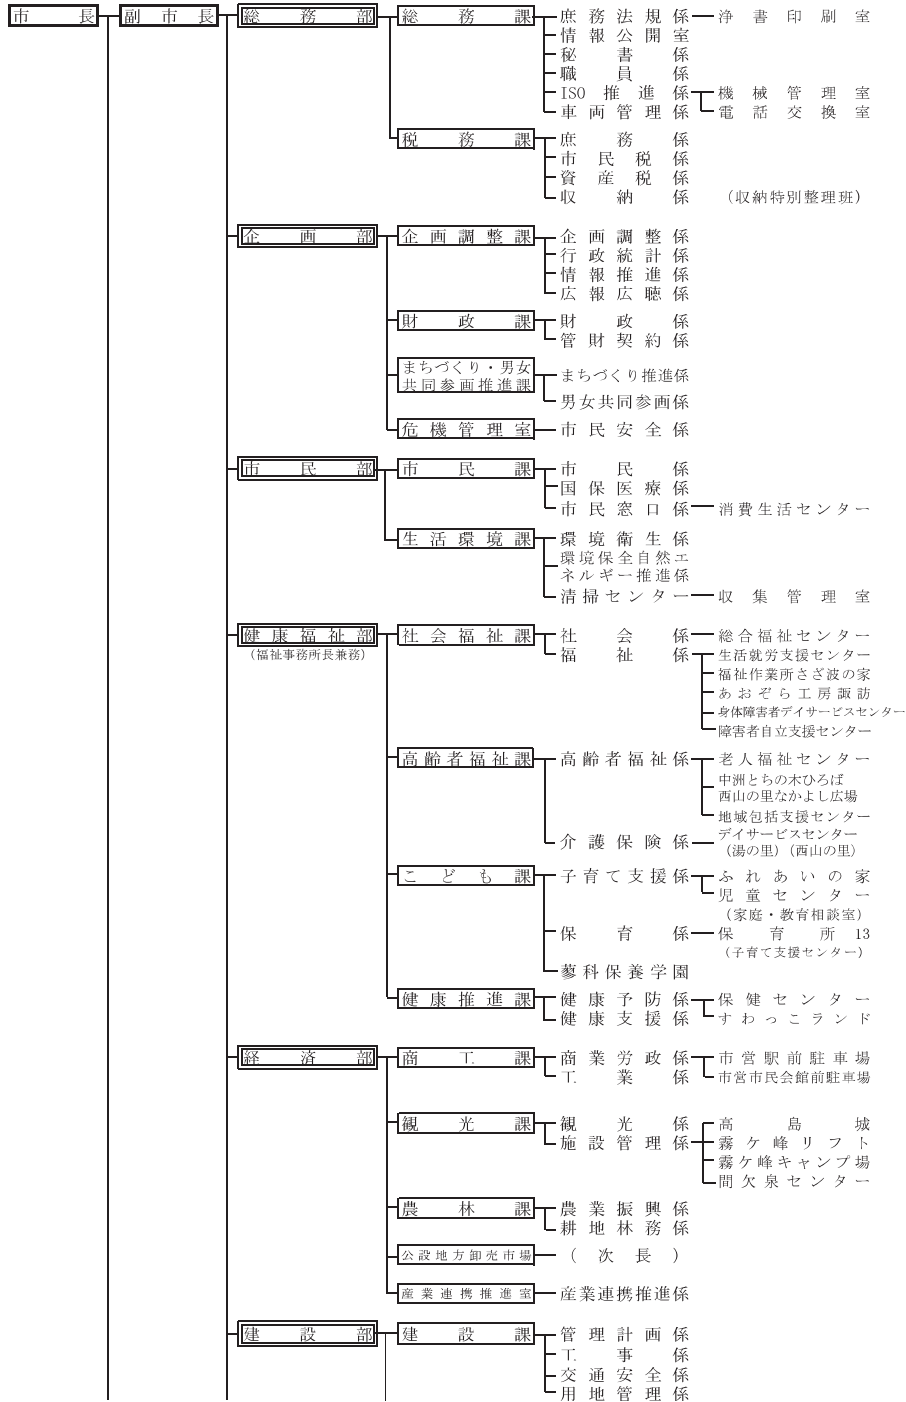 市長 副市長 総務部 総務課 庶務法規係 浄書印刷室
情報公開室
秘書係
職員係
ISO推進係 機械管理室
車両管理係 電話交換室
税務課 庶務係
市民税係
資産税係
収納係 （収納特別整理班）
企画部 企画調整課 企画調整係
行政統計係
情報推進係
広報広聴係
財政課 財政係
管財契約係
まちづくり・男女
共同参画推進課
まちづくり推進係
男女共同参画係
危機管理室 市民安全係
市民部 市民課 市民係
国保医療係
市民窓口係 消費生活センター
生活環境課 環境衛生係
環境保全自然エ
ネルギー推進係
清掃センター 収集管理室
健康福祉部 社会福祉課 社会係 総合福祉センター
（福祉事務所長兼務）
福祉係 生活就労支援センター
福祉作業所さざ波の家
あおぞら工房諏訪
身体障害者デイサービスセンター
障害者自立支援センター
高齢者福祉課 高齢者福祉係 老人福祉センター
中洲とちの木ひろば
西山の里なかよし広場
地域包括支援センター
介護保険係 デイサービスセンター
（湯の里）（西山の里）
こども課 子育て支援係 ふれあいの家
児童センター
（家庭・教育相談室）
保育係 保育所13
（子育て支援センター）
蓼科保養学園
健康推進課 健康予防係 保健センター
健康支援係 すわっこランド
経済部 商工課 商業労政係 市営駅前駐車場
工業係 市営市民会館前駐車場
観光課 観光係 高島城
施設管理係 霧ケ峰リフト
霧ケ峰キャンプ場
間欠泉センター
農林課 農業振興係
耕地林務係
公設地方卸売市場 （次長）
産業連携推進室 産業連携推進係
建設部 建設課 管理計画係
工事係
交通安全係
用地管理係